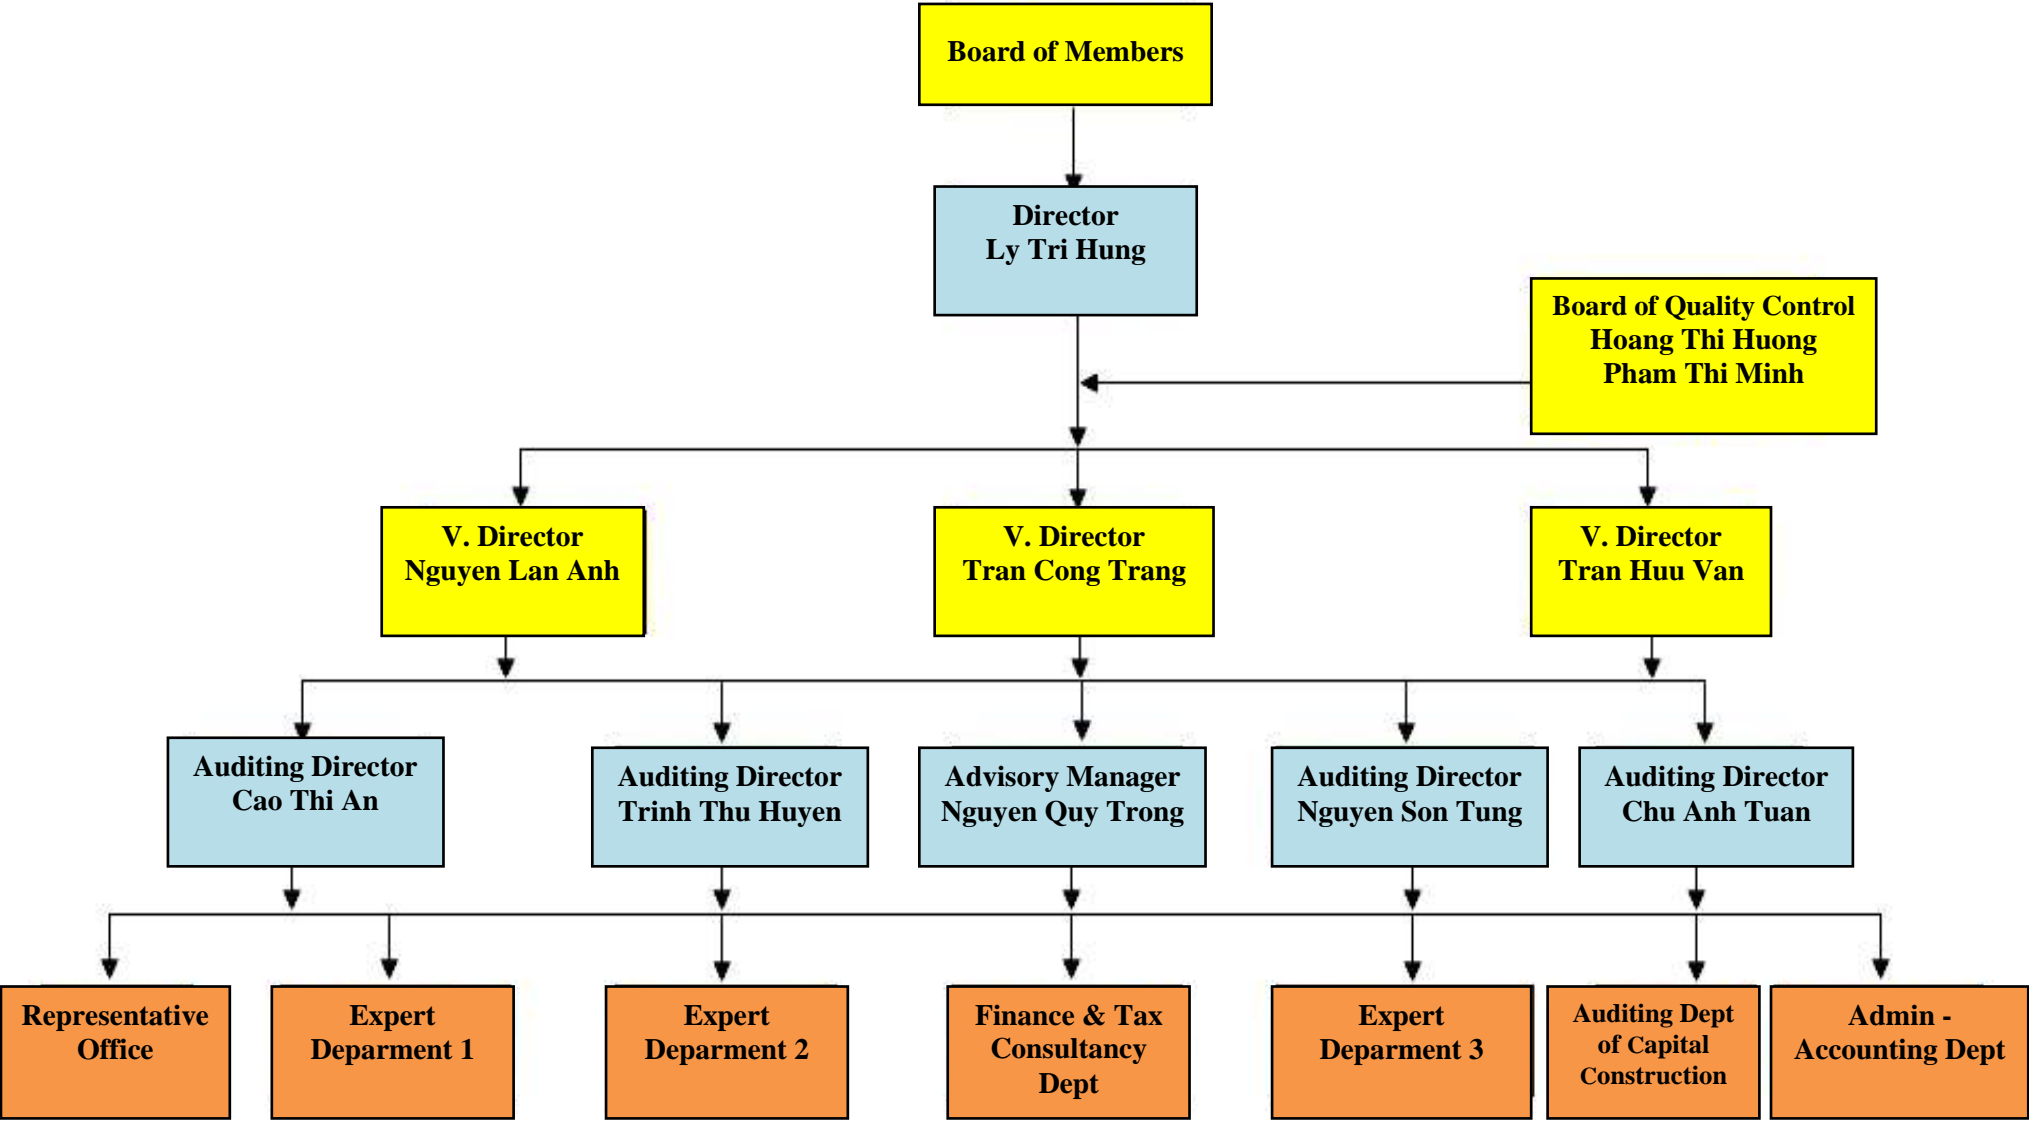 Board of Members
Director
Ly Tri Hung
Board of Quality Control
Hoang Thi Huong
Pham Thi Minh
V. Director
Nguyen Lan Anh
V. Director
Tran Cong Trang
V. Director
Tran Huu Van
Auditing Director
Cao Thi An
Auditing Director
Trinh Thu Huyen
Advisory Manager
Nguyen Quy Trong
Auditing Director
Nguyen Son Tung
Auditing Director
Chu Anh Tuan
Representative
Office
Expert
Deparment 1
Expert
Deparment 2
Finance & Tax
Consultancy
Dept
Expert
Deparment 3
Auditing Dept
of Capital
Construction
Admin -
Accounting Dept